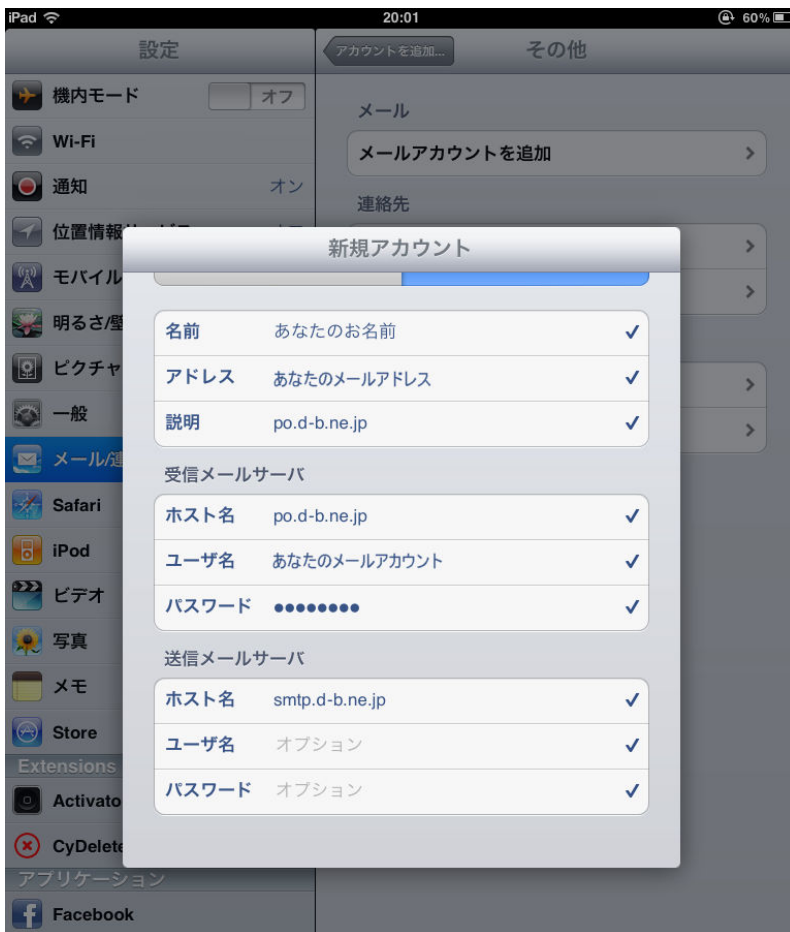 iPad 20:01 60%
設定
アカウントを追加... その他
機内モード オフ
Wi-Fi
通知 オン
位置情報
モバイル
明るさ/壁
ピクチャ
一般
メール/連
Safari
iPod
ビデオ
写真
メモ
Store
Extensions
Activato
CyDelete
アプリケーション
Facebook
メール
メールアカウントを追加
連絡先
新規アカウント
名前 あなたのお名前
アドレス あなたのメールアドレス
説明 po.d-b.ne.jp
受信メールサーバ
ホスト名 po.d-b.ne.jp
ユーザ名 あなたのメールアカウント
パスワード ●●●●●●●●
送信メールサーバ
ホスト名 smtp.d-b.ne.jp
ユーザ名 オプション
パスワード オプション